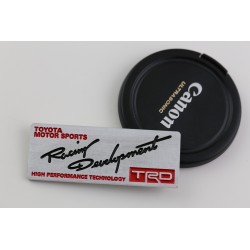 TOYOTA
MOTOR SPORTS
Racing Development
HIGH PERFORMANCE TECHNOLOGY TRD
Canon
ULTRASONIC